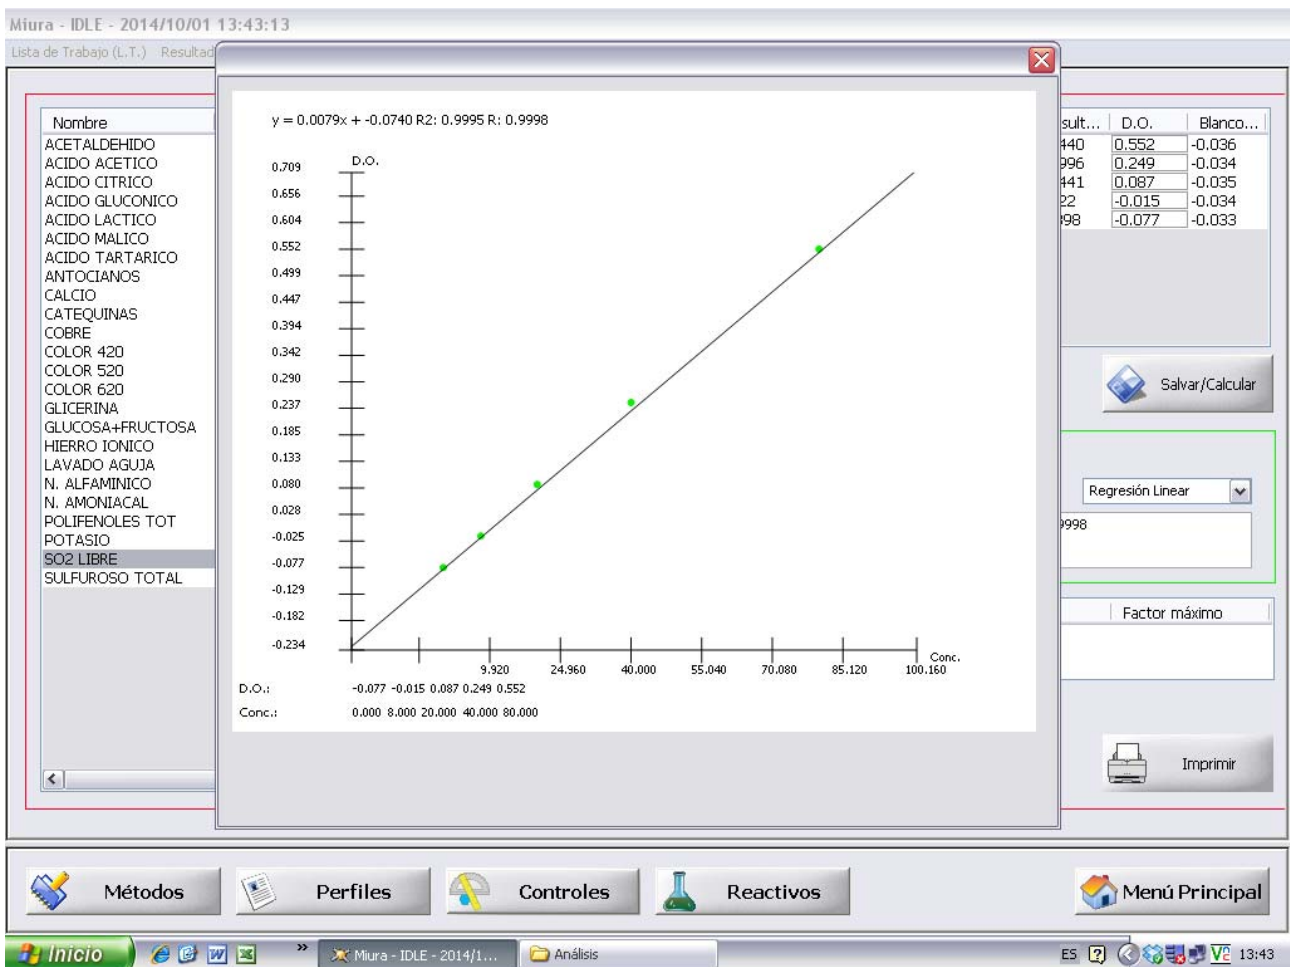 Miura - IDLE - 2014/10/01 13:43:13
Lista de Trabajo (L.T.) Resultad
Nombre
ACETALDEHIDO
ACIDO ACETICO
ACIDO CITRICO
ACIDO GLUCONICO
ACIDO LACTICO
ACIDO MALICO
ACIDO TARTARICO
ANTOCIANOS
CALCIO
CATEQUINAS
COBRE
COLOR 420
COLOR 520
COLOR 620
GLICERINA
GLUCOSA+FRUCTOSA
HIERRO IONICO
LAVADO AGUJA
N. ALFAMINICO
N. AMONIACAL
POLIFENOLES TOT
POTASIO
SO2 LIBRE
SULFUROSO TOTAL
y = 0.0079x + -0.0740 R2: 0.9995 R: 0.9998
D.O.
0.709
0.656
0.604
0.552
0.499
0.447
0.394
0.342
0.290
0.237
0.185
0.133
0.080
0.028
-0.025
-0.077
-0.129
-0.182
-0.234
9.920 24.960 40.000 55.040 70.080 85.120 100.160
Conc.
D.O.: -0.077 -0.015 0.087 0.249 0.552
Conc.: 0.000 8.000 20.000 40.000 80.000
sult... D.O. Blanco...
440 0.552 -0.036
996 0.249 -0.034
441 0.087 -0.035
22 -0.015 -0.034
398 -0.077 -0.033
Salvar/Calcular
Regresión Linear
9998
Factor máximo
Imprimir
Métodos Perfiles Controles Reactivos Menú Principal
Inicio » Miura - IDLE - 2014/1... Análisis ES 13:43